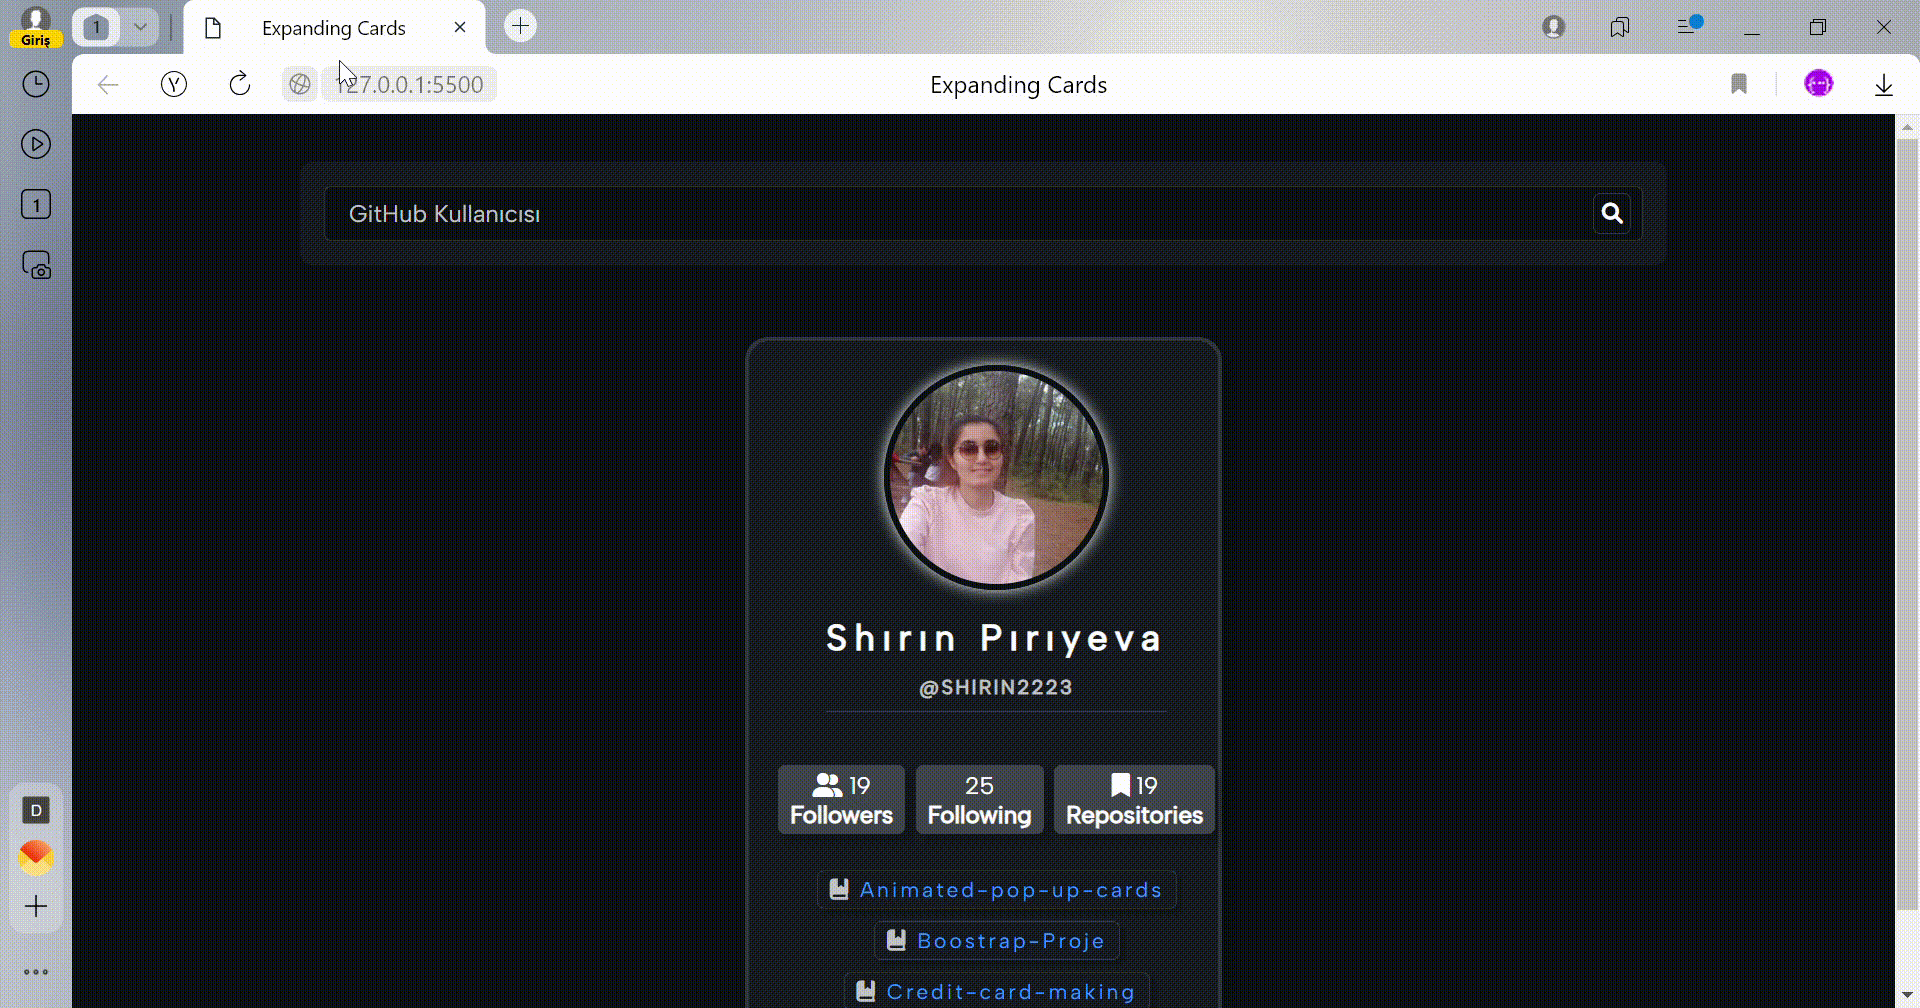 Giriş
1
Expanding Cards
Y
127.0.0.1:5500
Expanding Cards
1
GitHub Kullanıcısı
Shırın Pırıyeva
@SHIRIN2223
19
Followers
25
Following
19
Repositories
Animated-pop-up-cards
Boostrap-Proje
Credit-card-making
D